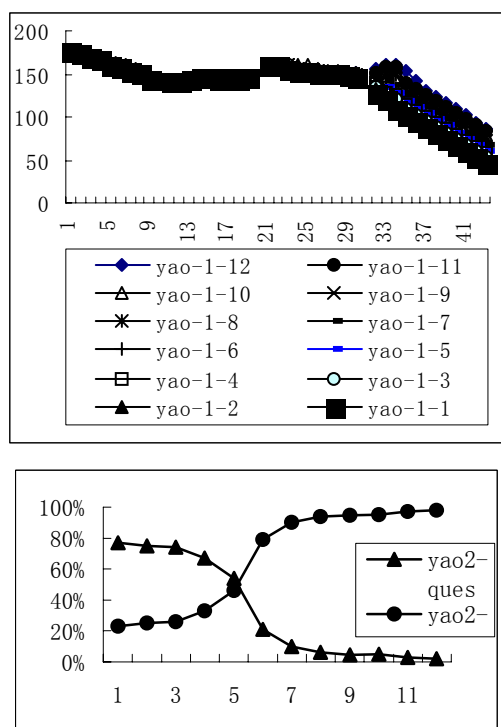 200
150
100
50
0
1 5 9 13 17 21 25 29 33 37 41
yao-1-12 yao-1-11
yao-1-10 yao-1-9
yao-1-8 yao-1-7
yao-1-6 yao-1-5
yao-1-4 yao-1-3
yao-1-2 yao-1-1
100%
80%
60%
40%
20%
0%
yao2-
ques
yao2-
1 3 5 7 9 11